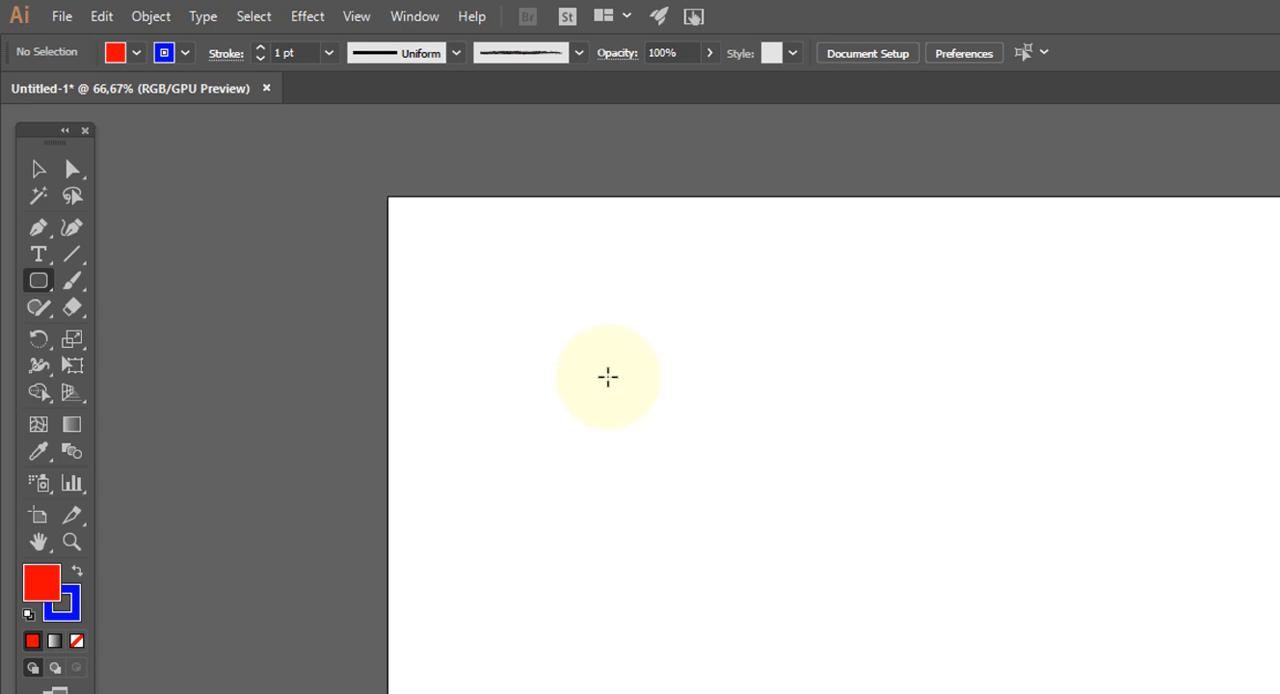 Ai File Edit Object Type Select Effect View Window Help Br St
No Selection Stroke: 1 pt Uniform Opacity: 100% Style: Document Setup Preferences
Untitled-1* @ 66,67% (RGB/GPU Preview) ×
T